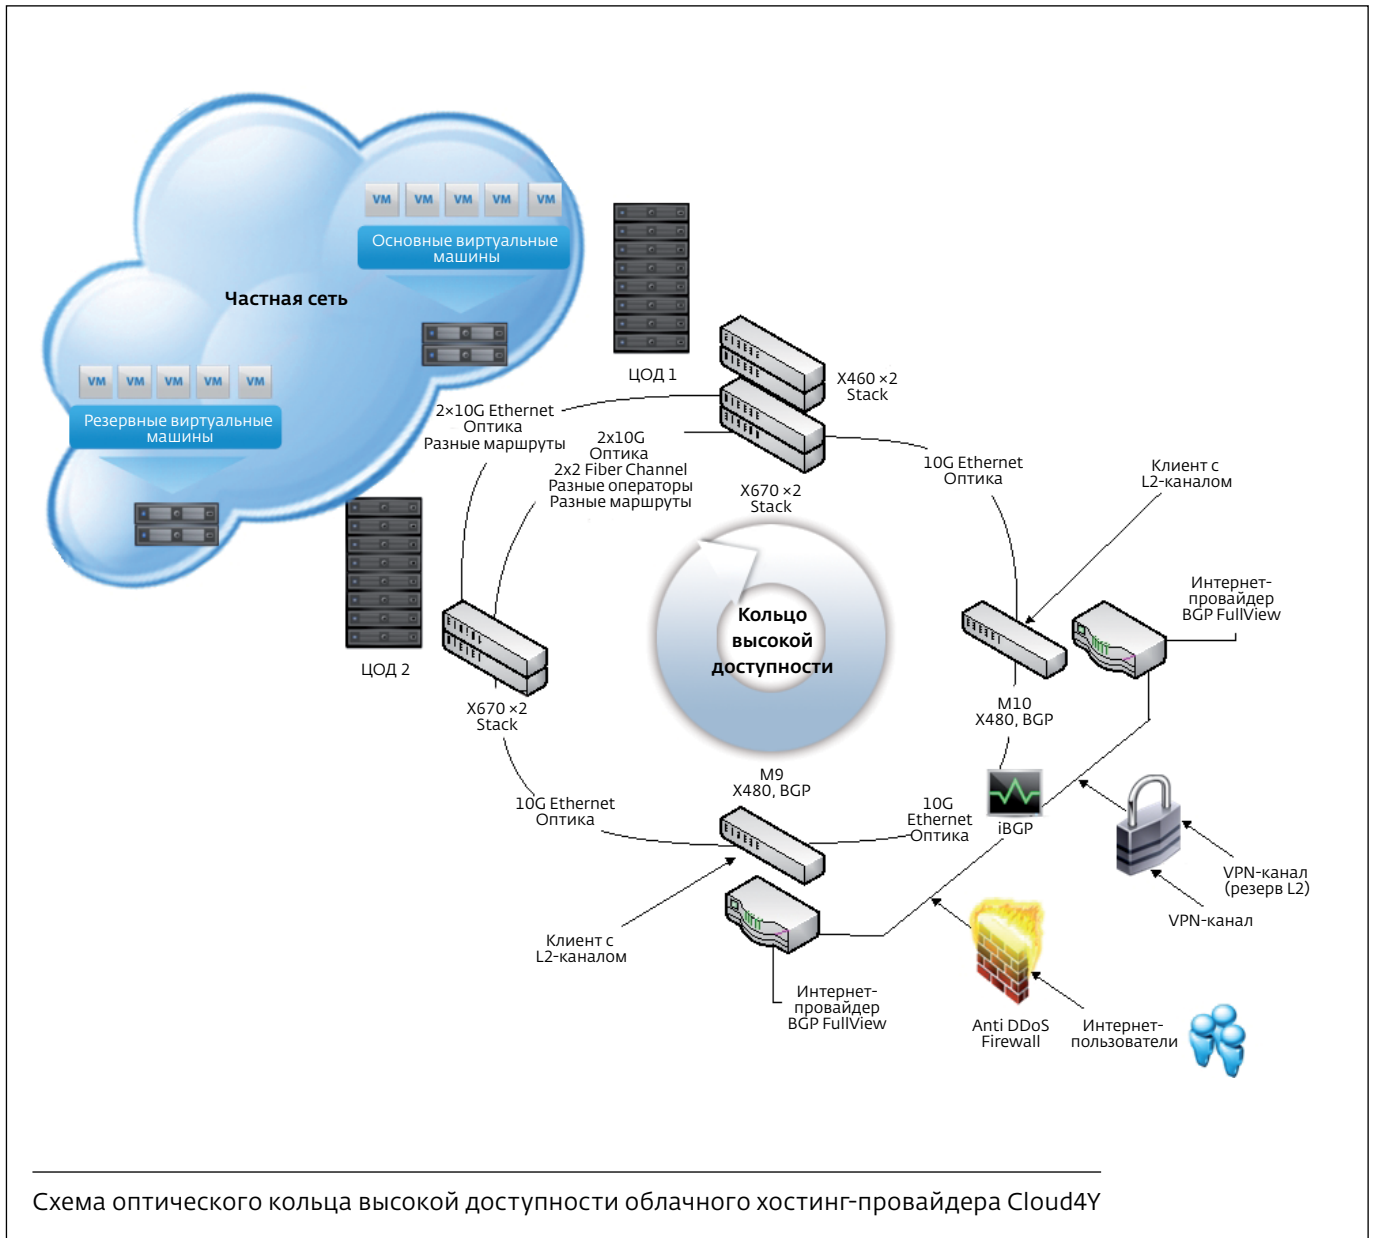 VM VM VM VM VM
Основные виртуальные
машины
Частная сеть
VM VM VM VM VM
Резервные виртуальные
машины
ЦОД 1
X460 ×2
Stack
2×10G Ethernet
Оптика
Разные маршруты
2x10G
Оптика
2x2 Fiber Channel
Разные операторы
Разные маршруты
X670 ×2
Stack
10G Ethernet
Оптика
Клиент с
L2-каналом
Интернет-
провайдер
BGP FullView
Кольцо
высокой
доступности
ЦОД 2
X670 ×2
Stack
M10
X480, BGP
M9
X480, BGP
10G Ethernet
Оптика
10G
Ethernet
Оптика
iBGP
VPN-канал
(резерв L2)
VPN-канал
Клиент с
L2-каналом
Интернет-
провайдер
BGP FullView
Anti DDoS
Firewall
Интернет-
пользователи
Схема оптического кольца высокой доступности облачного хостинг-провайдера Cloud4Y